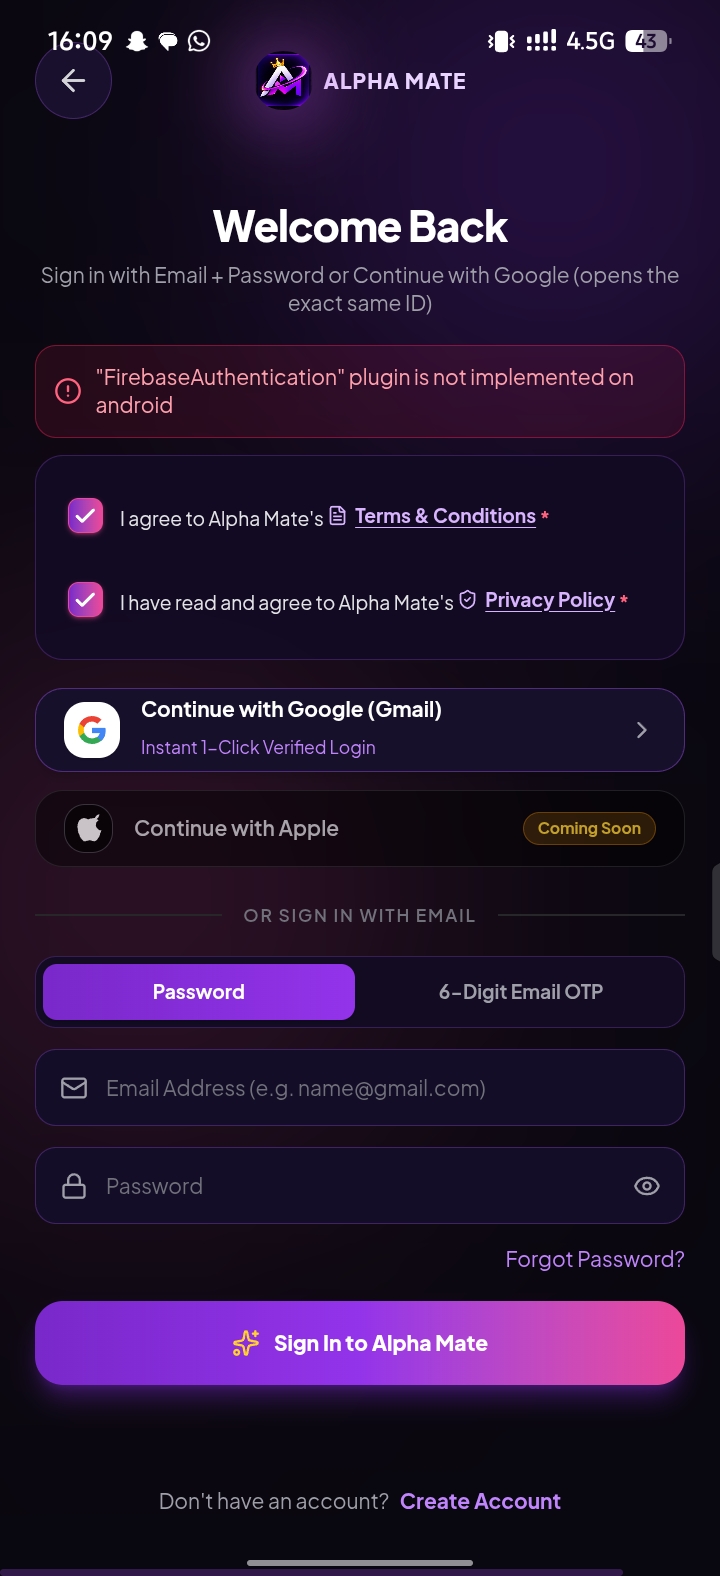 16:09
4.5G 43
ALPHA MATE
Welcome Back
Sign in with Email + Password or Continue with Google (opens the
exact same ID)
"FirebaseAuthentication" plugin is not implemented on
android
I agree to Alpha Mate's Terms & Conditions *
I have read and agree to Alpha Mate's Privacy Policy *
Continue with Google (Gmail)
Instant 1-Click Verified Login
Continue with Apple
Coming Soon
OR SIGN IN WITH EMAIL
Password
6-Digit Email OTP
Email Address (e.g. name@gmail.com)
Password
Forgot Password?
Sign In to Alpha Mate
Don't have an account? Create Account